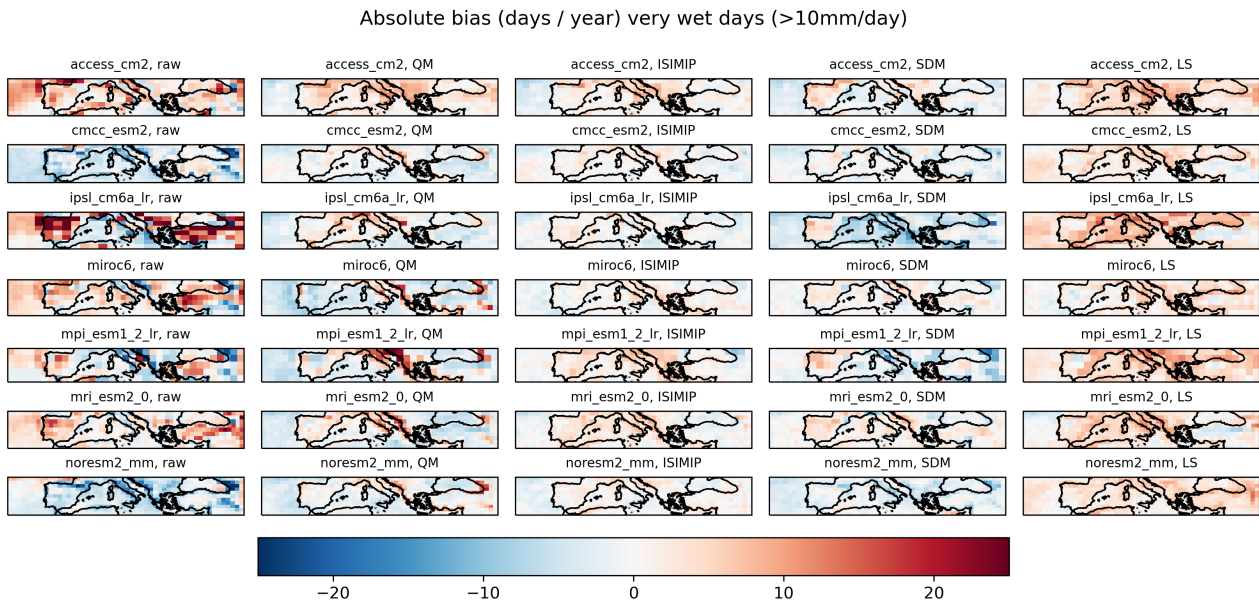 Absolute bias (days / year) very wet days (>10mm/day)
access_cm2, raw
access_cm2, QM
access_cm2, ISIMIP
access_cm2, SDM
access_cm2, LS
cmcc_esm2, raw
cmcc_esm2, QM
cmcc_esm2, ISIMIP
cmcc_esm2, SDM
cmcc_esm2, LS
ipsl_cm6a_lr, raw
ipsl_cm6a_lr, QM
ipsl_cm6a_lr, ISIMIP
ipsl_cm6a_lr, SDM
ipsl_cm6a_lr, LS
miroc6, raw
miroc6, QM
miroc6, ISIMIP
miroc6, SDM
miroc6, LS
mpi_esm1_2_lr, raw
mpi_esm1_2_lr, QM
mpi_esm1_2_lr, ISIMIP
mpi_esm1_2_lr, SDM
mpi_esm1_2_lr, LS
mri_esm2_0, raw
mri_esm2_0, QM
mri_esm2_0, ISIMIP
mri_esm2_0, SDM
mri_esm2_0, LS
noresm2_mm, raw
noresm2_mm, QM
noresm2_mm, ISIMIP
noresm2_mm, SDM
noresm2_mm, LS
−20
−10
0
10
20